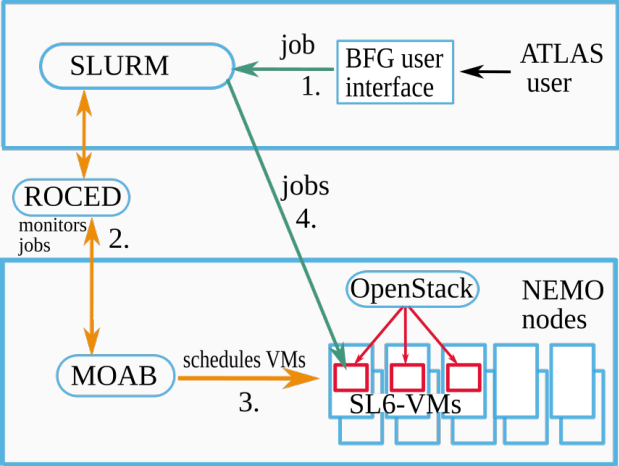 SLURM
job
1.
BFG user
interface
ATLAS
user
ROCED
monitors
jobs
2.
jobs
4.
OpenStack
NEMO
nodes
MOAB
schedules VMs
3.
SL6-VMs